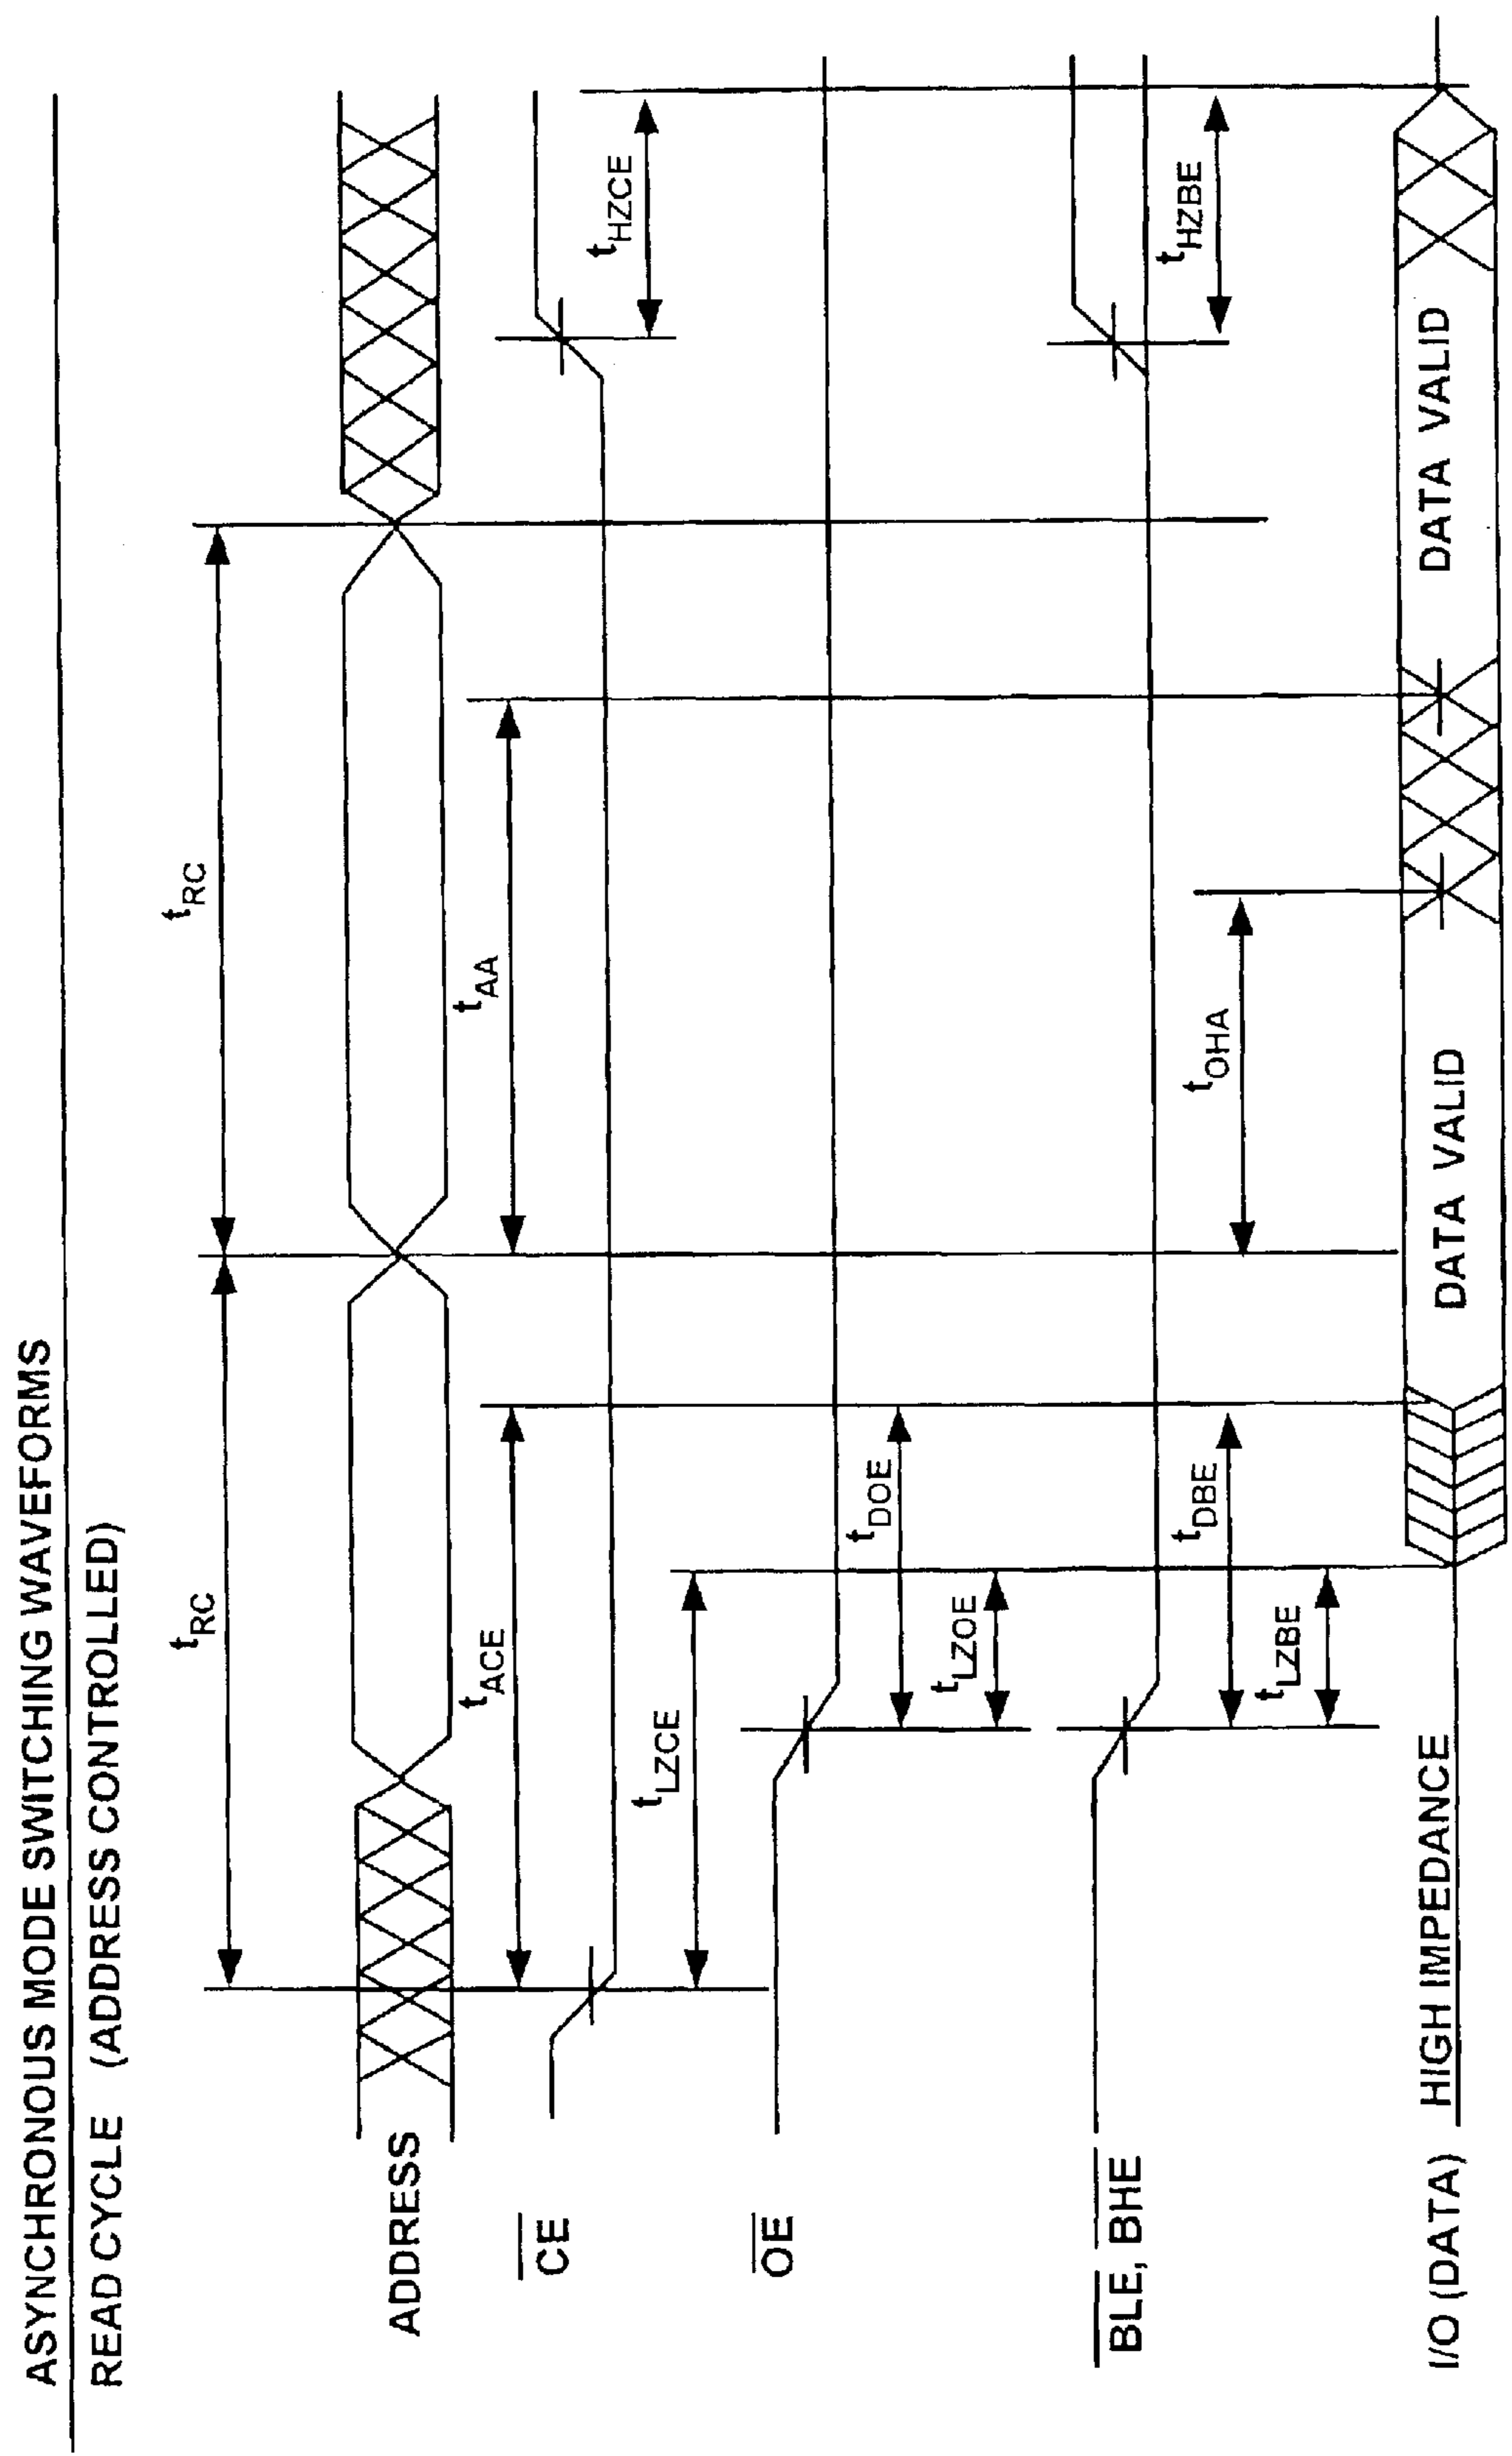 ASYNCHRONOUS MODE SWITCHING WAVEFORMS
READ CYCLE (ADDRESS CONTROLLED)
tRC
tRC
ADDRESS
tACE
tAA
CE
tLZCE
tHZCE
OE
tDOE
tLZOE
BLE, BHE
tDBE
tOHA
tHZBE
tLZBE
I/O (DATA)
HIGH IMPEDANCE
DATA VALID
DATA VALID